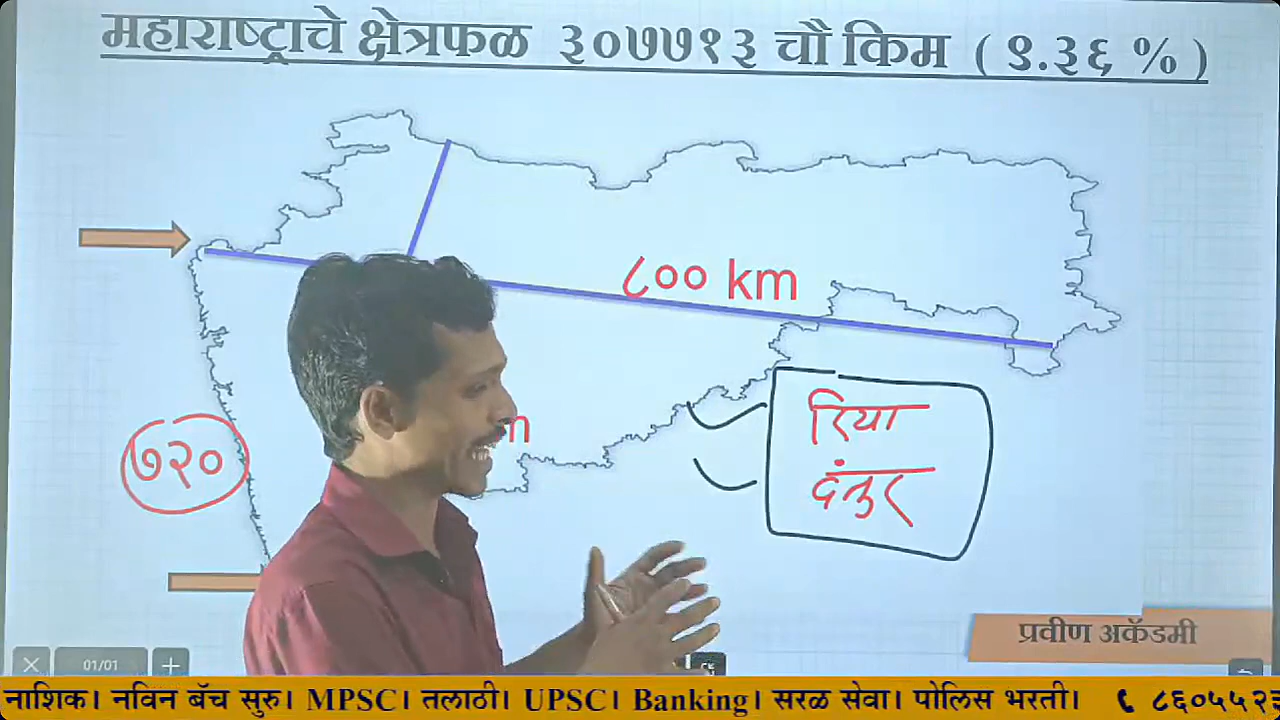 महाराष्ट्राचे क्षेत्रफळ ३०७७१३ चौ किम ( ९.३६ % )
८०० km
७२०
रिया
दंतुर
प्रवीण अकॅडमी
01/01
नाशिक। नविन बॅच सुरु। MPSC। तलाठी। UPSC। Banking। सरळ सेवा। पोलिस भरती। ८६०५५२३